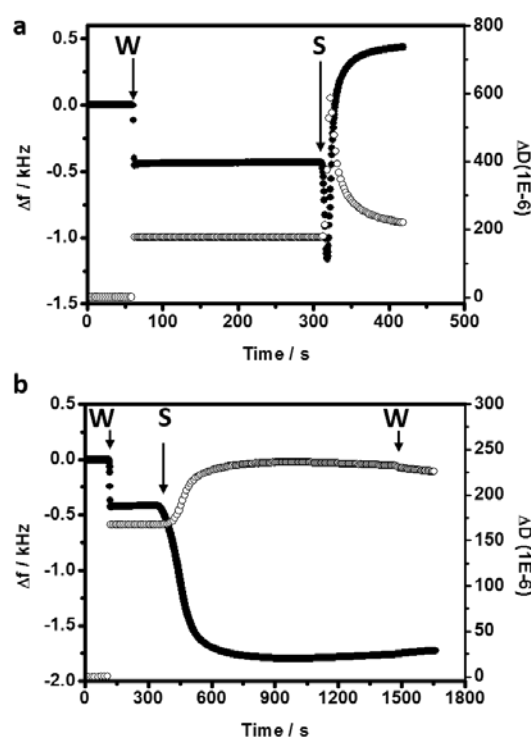 a
W
S
0.5
0.0
-0.5
-1.0
-1.5
Δf / kHz
800
600
400
200
0
ΔD(1E-6)
0 100 200 300 400 500
Time / s
b
W
S
W
0.5
0.0
-0.5
-1.0
-1.5
-2.0
Δf / kHz
300
250
200
150
100
50
0
ΔD (1E-6)
0 300 600 900 1200 1500 1800
Time / s